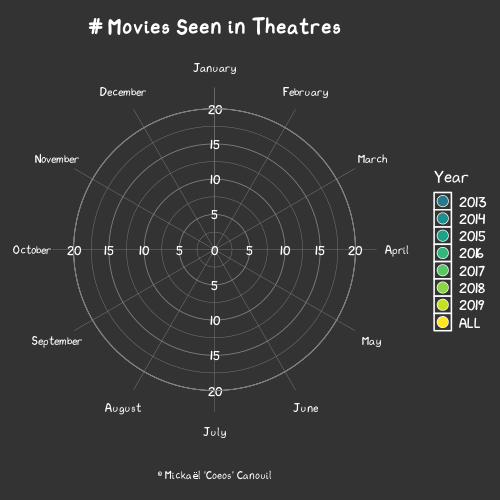 # Movies Seen in Theatres
January
December
February
November
March
October
April
September
May
August
June
July
20
15
10
5
20 15 10 5 0 5 10 15 20
5
10
15
20
Year
2013
2014
2015
2016
2017
2018
2019
ALL
© Mickaël 'Coeos' Canouil